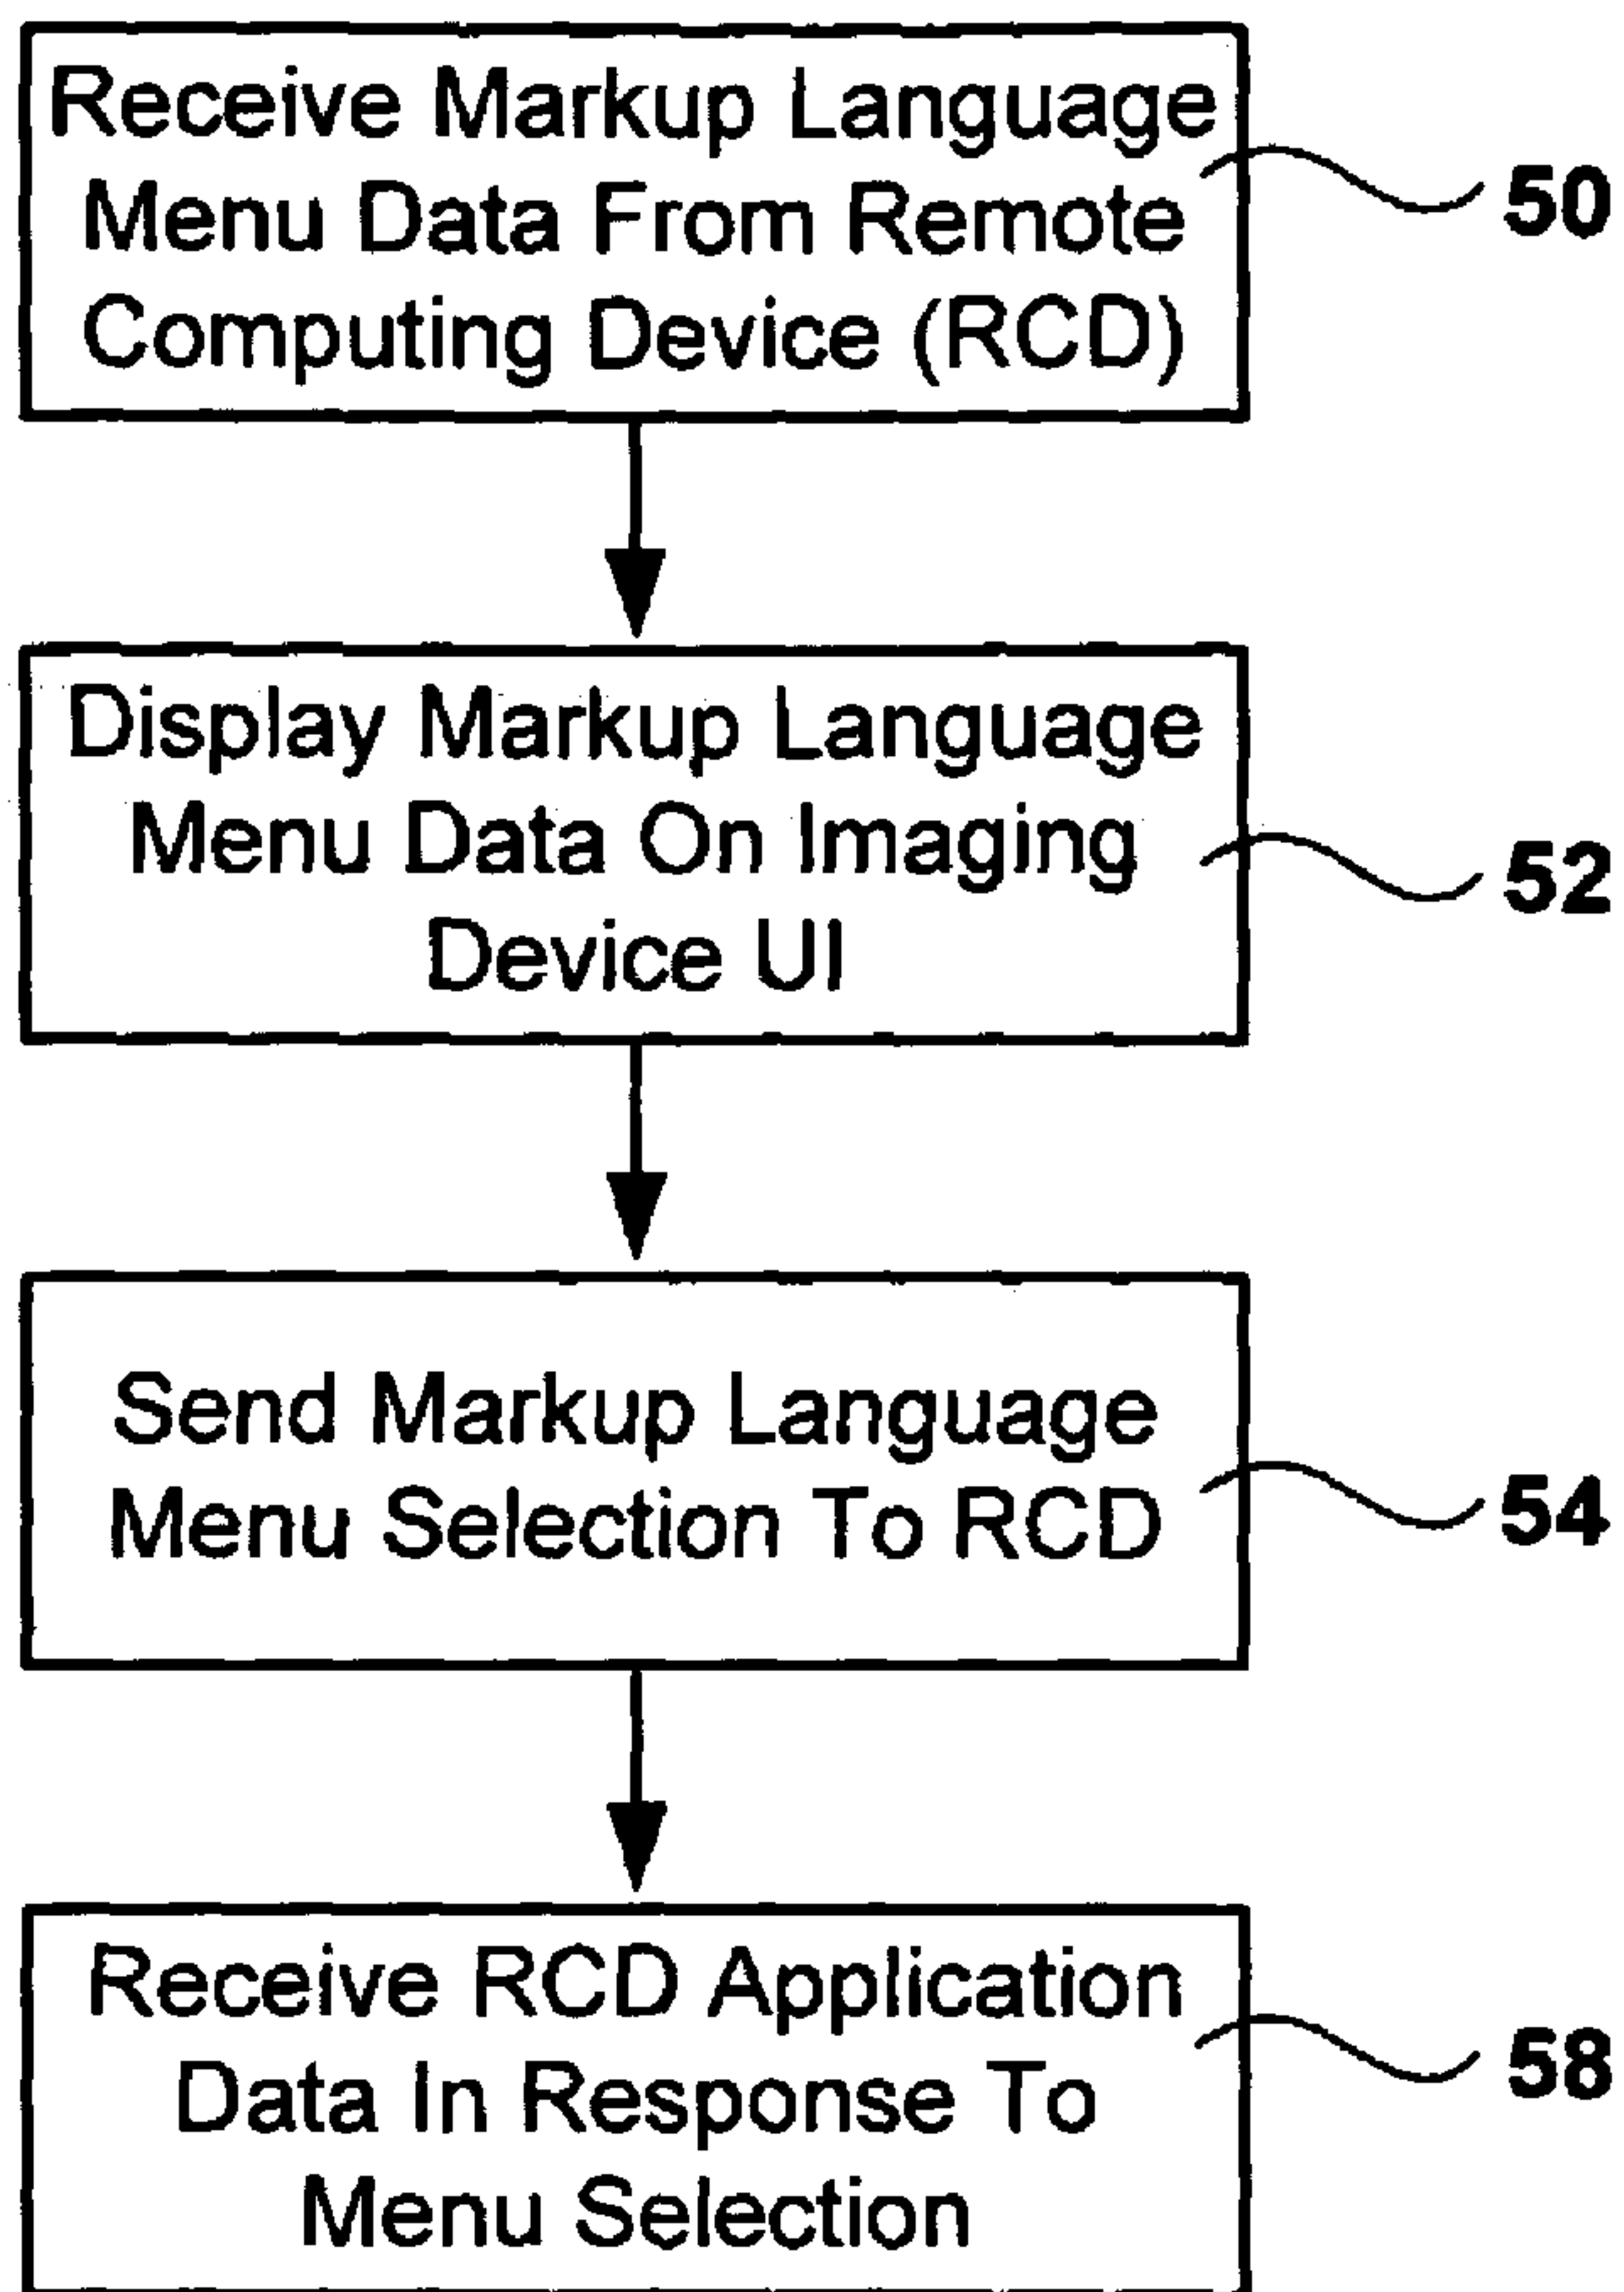 Receive Markup Language
Menu Data From Remote
Computing Device (RCD)
50
Display Markup Language
Menu Data On Imaging
Device UI
52
Send Markup Language
Menu Selection To RCD
54
Receive RCD Application
Data In Response To
Menu Selection
58